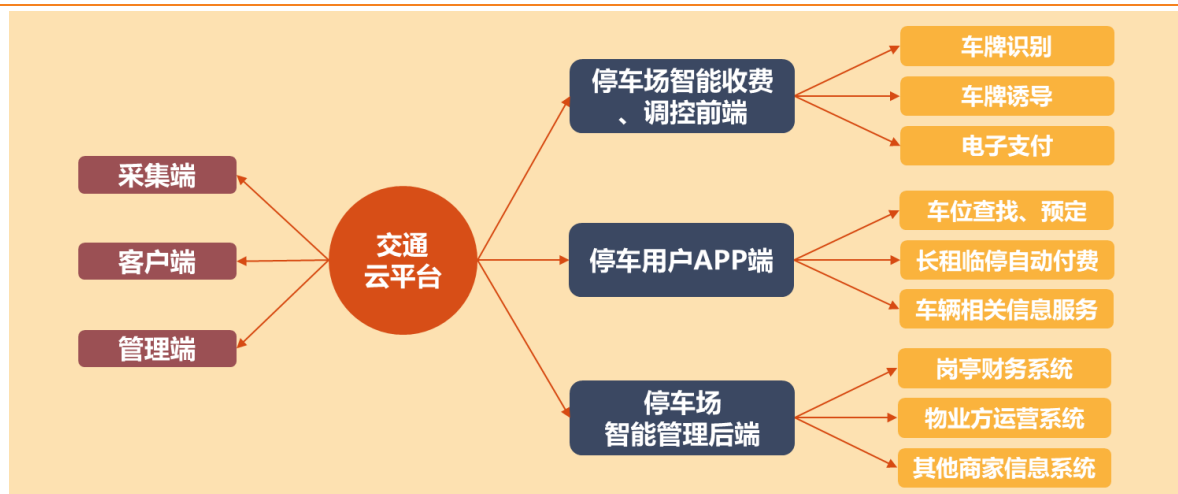 采集端
客户端
管理端
交通
云平台
停车场智能收费
、调控前端
车牌识别
车牌诱导
电子支付
停车用户APP端
车位查找、预定
长租临停自动付费
车辆相关信息服务
停车场
智能管理后端
岗亭财务系统
物业方运营系统
其他商家信息系统